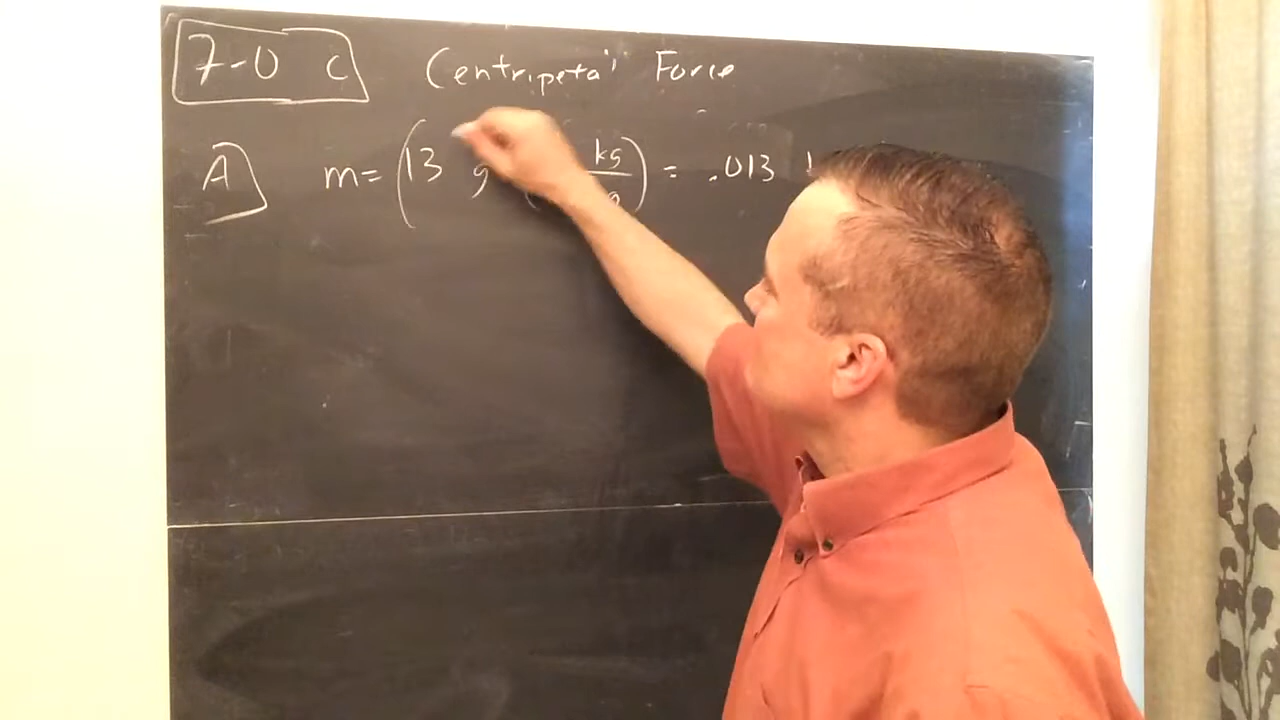 7-0 c Centripetal Force
A) m= (13 g ( kg g ) = .013